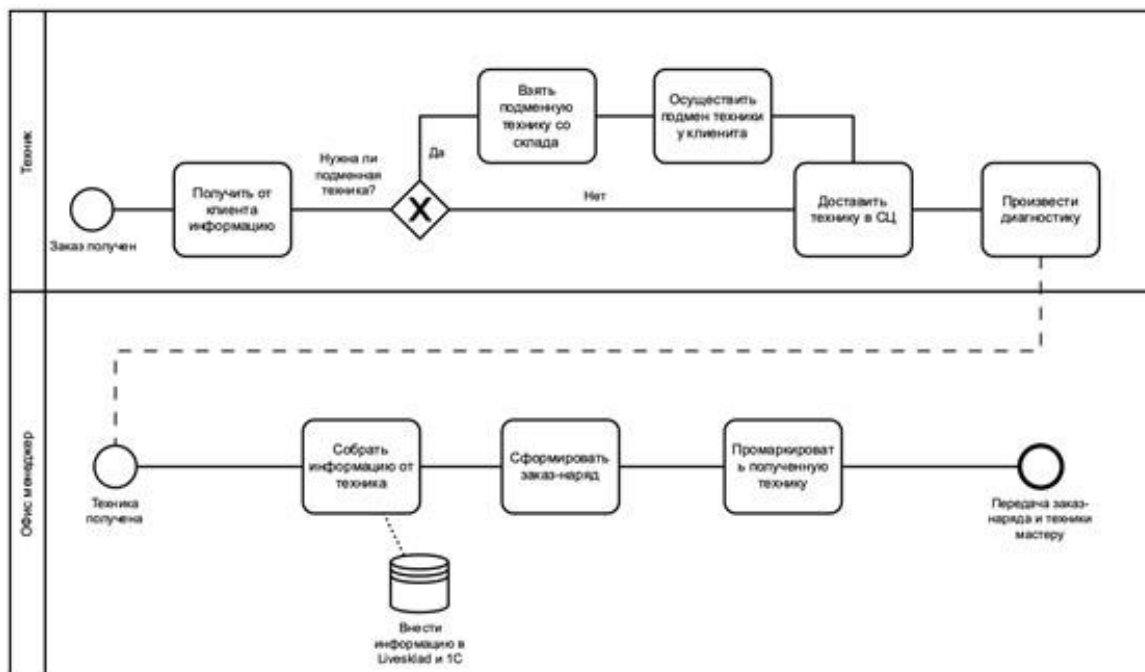 Техник
Взять
подменную
технику со
склада
Осуществить
подмен техники
у клиенита
Нужна ли
подменная
техника?
Да
Нет
Заказ получен
Получить от
клиента
информацию
X
Доставить
технику в СЦ
Произвести
диагностику
Офис менеджер
Техника
получена
Собрать
информацию от
техника
Сформировать
заказ-наряд
Промаркироват
ь полученную
технику
Передача заказ-
наряда и техники
мастеру
Внести
информацию в
Livesklad и 1С